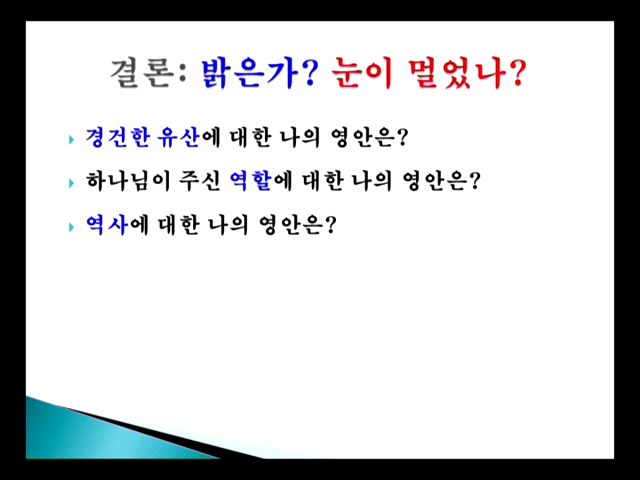 결론: 밝은가? 눈이 멀었나?
경건한 유산에 대한 나의 영안은?
하나님이 주신 역할에 대한 나의 영안은?
역사에 대한 나의 영안은?